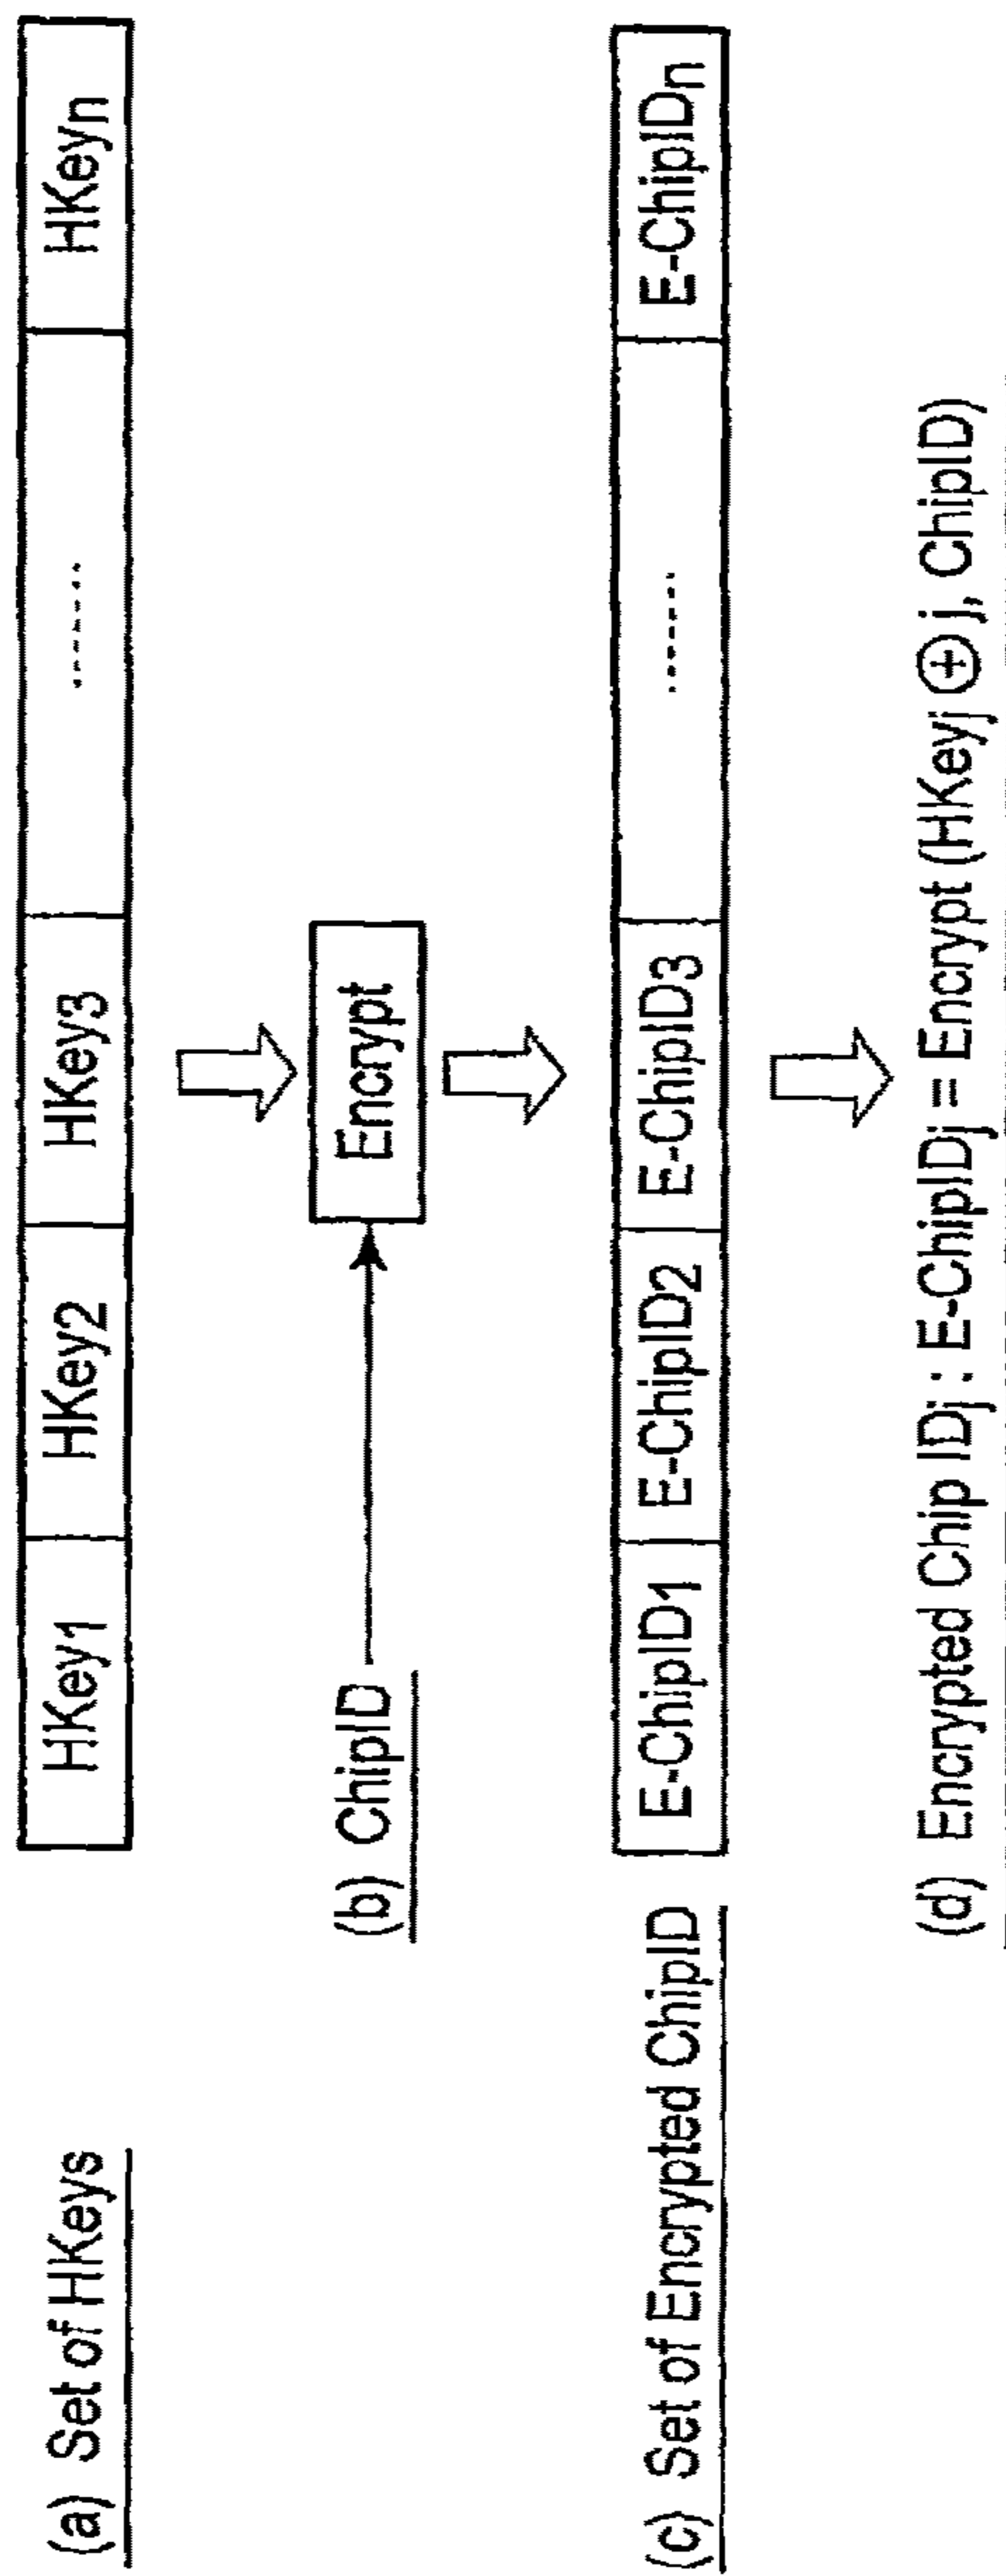 (a) Set of HKeys
HKey1 HKey2 HKey3 ...... HKeyn
(b) ChipID
Encrypt
(c) Set of Encrypted ChipID
E-ChipID1 E-ChipID2 E-ChipID3 ...... E-ChipIDn
(d) Encrypted Chip IDj : E-ChipIDj = Encrypt (HKeyj ⊕ j, ChipID)